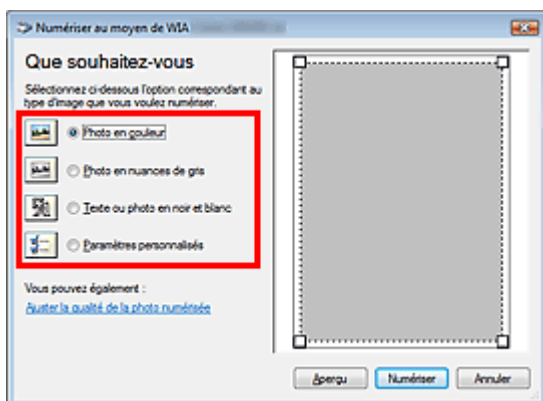 Numériser au moyen de WIA
Que souhaitez-vous
Sélectionnez ci-dessous l'option correspondant au
type d'image que vous voulez numériser.
Photo en couleur
Photo en nuances de gris
Texte ou photo en noir et blanc
Paramètres personnalisés
Vous pouvez également :
Ajuster la qualité de la photo numérisée
Aperçu Numériser Annuler